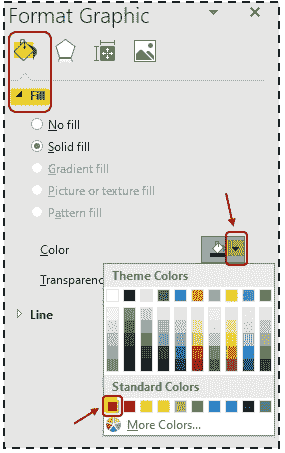 Format Graphic
Fill
No fill
Solid fill
Gradient fill
Picture or texture fill
Pattern fill
Color
Transparenc
Theme Colors
Line
Standard Colors
More Colors...